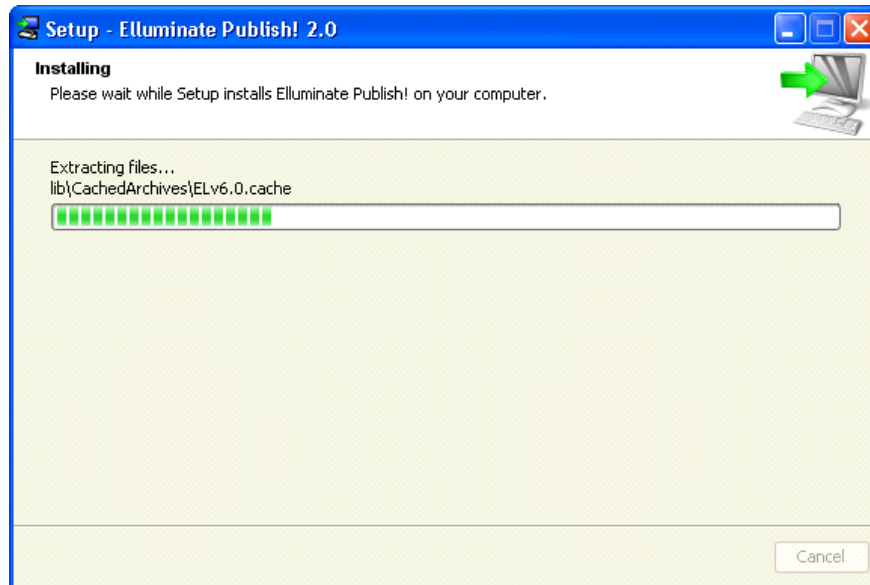 Setup - Elluminate Publish! 2.0
Installing
Please wait while Setup installs Elluminate Publish! on your computer.
Extracting files...
lib\CachedArchives\ELv6.0.cache
Cancel